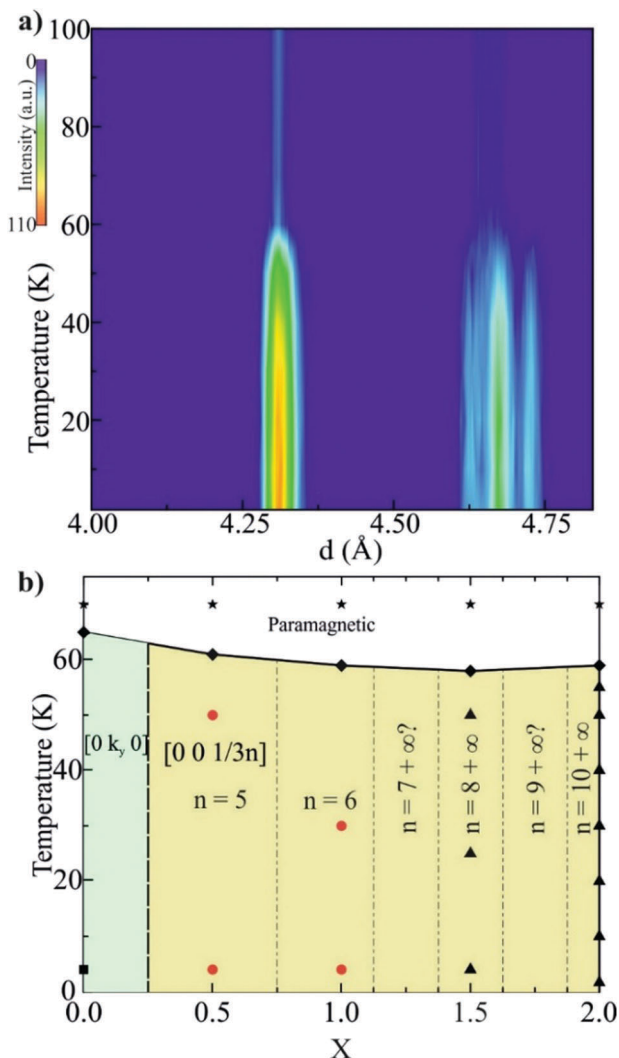 a)
100
80
60
40
20
Temperature (K)
0
Intensity (a.u.)
110
4.00
4.25
4.50
4.75
d (Å)
b)
Paramagnetic
60
40
20
0
Temperature (K)
[0 k_y 0]
[0 0 1/3n]
n = 5
n = 6
n = 7 + ∞?
n = 8 + ∞
n = 9 + ∞?
n = 10 + ∞
0.0
0.5
1.0
1.5
2.0
X